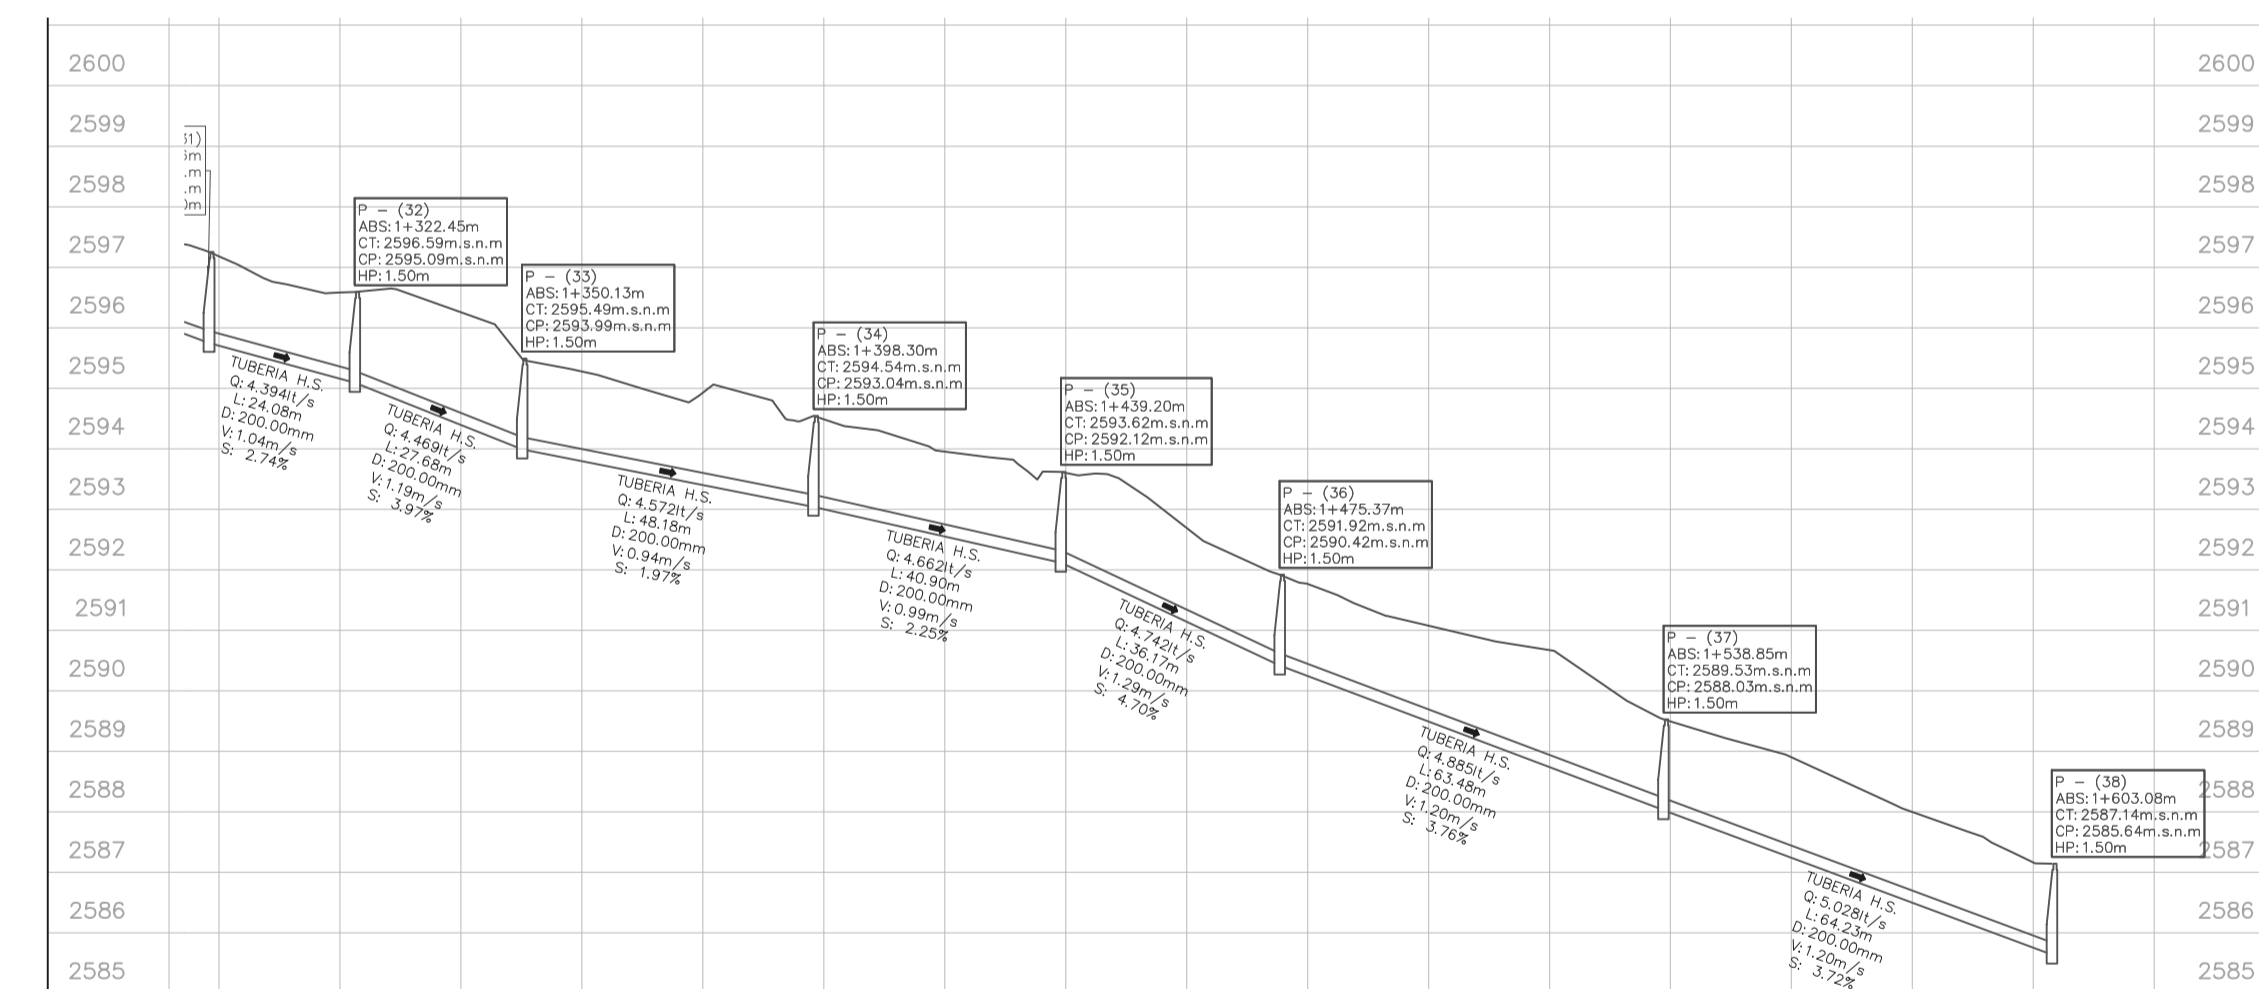 2600
2599
2598
2597
2596
2595
2594
2593
2592
2591
2590
2589
2588
2587
2586
2585
P - (32)
ABS: 1+322.45m
CT: 2596.59m.s.n.m
CP: 2595.09m.s.n.m
HP: 1.50m
P - (33)
ABS: 1+350.13m
CT: 2595.49m.s.n.m
CP: 2593.99m.s.n.m
HP: 1.50m
P - (34)
ABS: 1+398.30m
CT: 2594.54m.s.n.m
CP: 2593.04m.s.n.m
HP: 1.50m
P - (35)
ABS: 1+439.20m
CT: 2593.62m.s.n.m
CP: 2592.12m.s.n.m
HP: 1.50m
P - (36)
ABS: 1+475.37m
CT: 2591.92m.s.n.m
CP: 2590.42m.s.n.m
HP: 1.50m
P - (37)
ABS: 1+538.85m
CT: 2589.53m.s.n.m
CP: 2588.03m.s.n.m
HP: 1.50m
P - (38)
ABS: 1+603.08m
CT: 2587.14m.s.n.m
CP: 2585.64m.s.n.m
HP: 1.50m
TUBERIA H.S.
Q: 4.394lt/s
L: 24.08m
D: 200.00mm
V: 1.04m/s
S: 2.74%
TUBERIA H.S.
Q: 4.469lt/s
L: 27.68m
D: 200.00mm
V: 1.19m/s
S: 3.97%
TUBERIA H.S.
Q: 4.572lt/s
L: 48.18m
D: 200.00mm
V: 0.94m/s
S: 1.97%
TUBERIA H.S.
Q: 4.662lt/s
L: 40.90m
D: 200.00mm
V: 0.99m/s
S: 2.25%
TUBERIA H.S.
Q: 4.742lt/s
L: 36.17m
D: 200.00mm
V: 1.29m/s
S: 4.70%
TUBERIA H.S.
Q: 4.885lt/s
L: 63.48m
D: 200.00mm
V: 1.20m/s
S: 3.76%
TUBERIA H.S.
Q: 5.028lt/s
L: 64.23m
D: 200.00mm
V: 1.20m/s
S: 3.72%
2600
2599
2598
2597
2596
2595
2594
2593
2592
2591
2590
2589
2588
2587
2586
2585